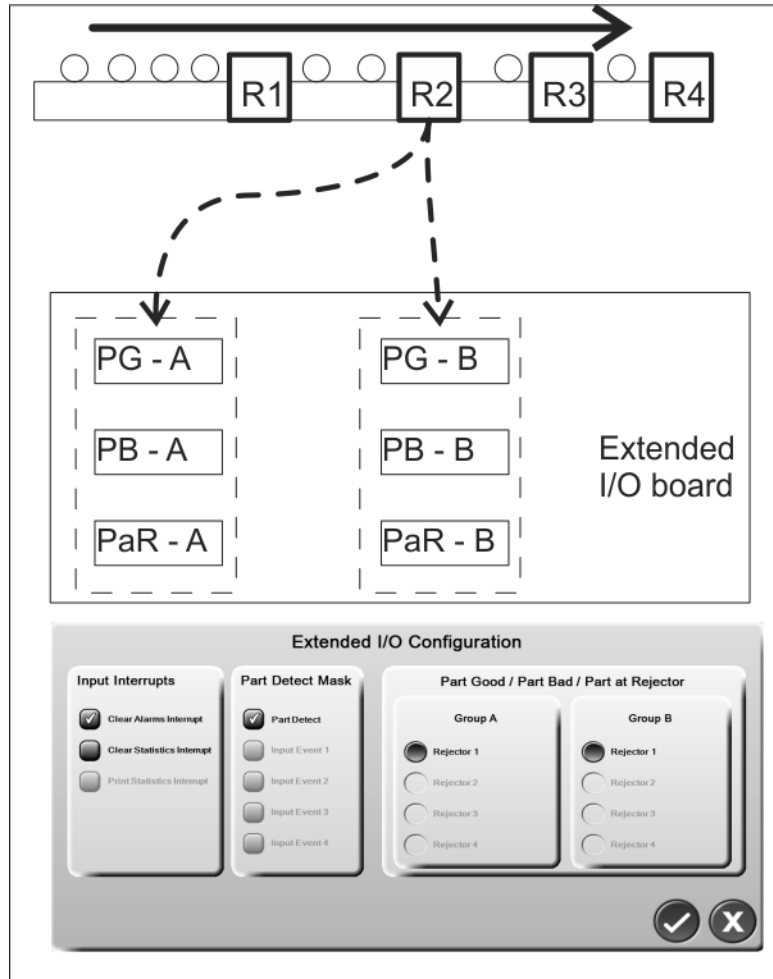 R1 R2 R3 R4
PG - A PG - B
PB - A PB - B
Extended
I/O board
PaR - A PaR - B
Extended I/O Configuration
Input Interrupts
Clear Alarms Interrupt
Clear Statistics Interrupt
Print Statistics Interrupt
Part Detect Mask
Part Detect
Input Event 1
Input Event 2
Input Event 3
Input Event 4
Part Good / Part Bad / Part at Rejector
Group A
Rejector 1
Rejector 2
Rejector 3
Rejector 4
Group B
Rejector 1
Rejector 2
Rejector 3
Rejector 4